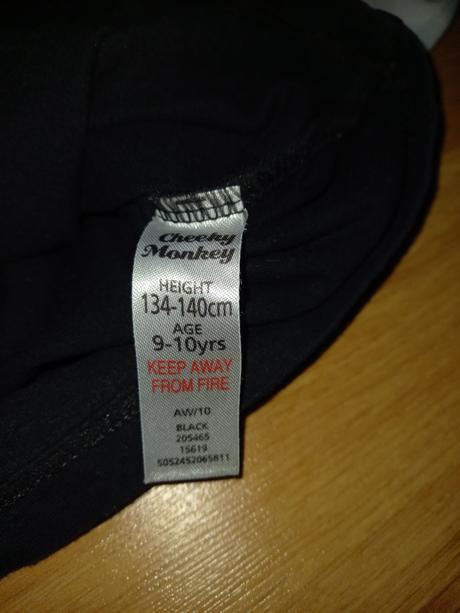 Cheeky
Monkey
HEIGHT
134-140cm
AGE
9-10yrs
KEEP AWAY
FROM FIRE
AW/10
BLACK
205465
15619
5052452065811